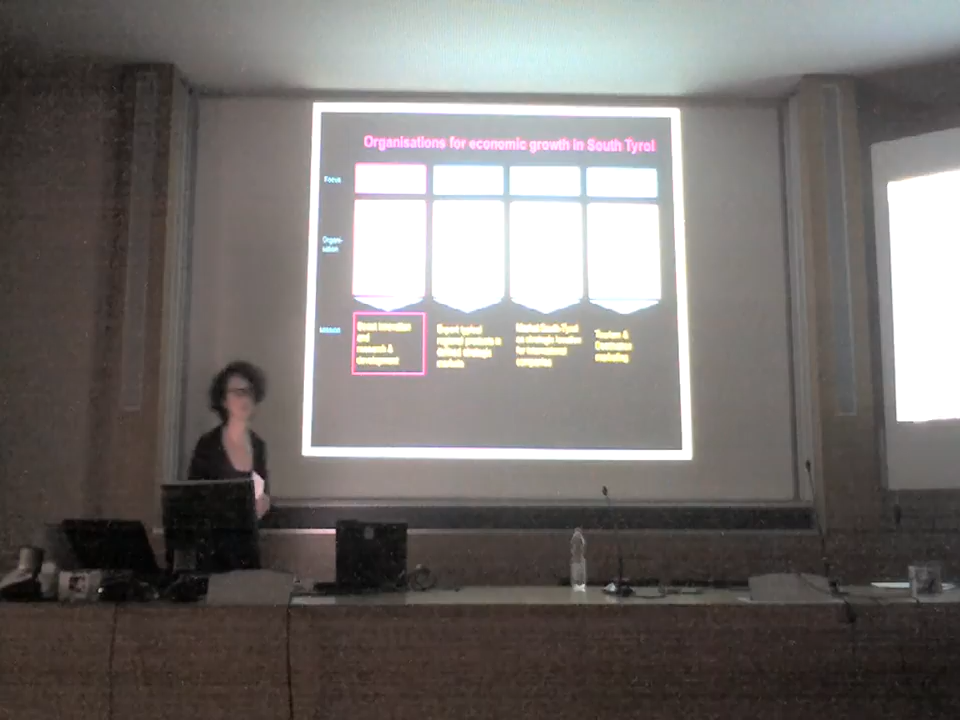 Organisations for economic growth in South Tyrol
Focus
Organi-
sation
Mission
Boost innovation
and
research &
development
Export typical
regional products to
defined strategic
markets
Market South Tyrol
as strategic location
for international
companies
Tourism &
Destination
marketing